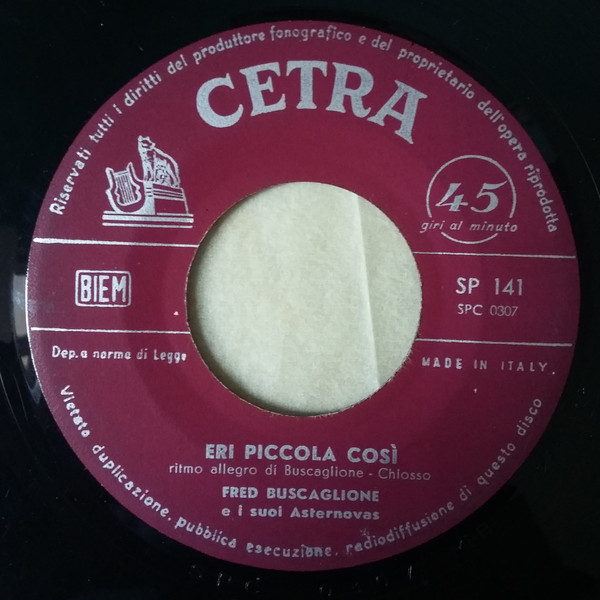 Riservati tutti i diritti del produttore fonografico e del proprietario dell'opera riprodotta
CETRA
45
giri al minuto
BIEM
SP 141
SPC 0307
Dep. a norma di Legge
MADE IN ITALY.
ERI PICCOLA COSÌ
ritmo allegro di Buscaglione - Chlosso
FRED BUSCAGLIONE
e i suoi Asternovas
Vietata duplicazione, pubblica esecuzione, radiodiffusione di questo disco